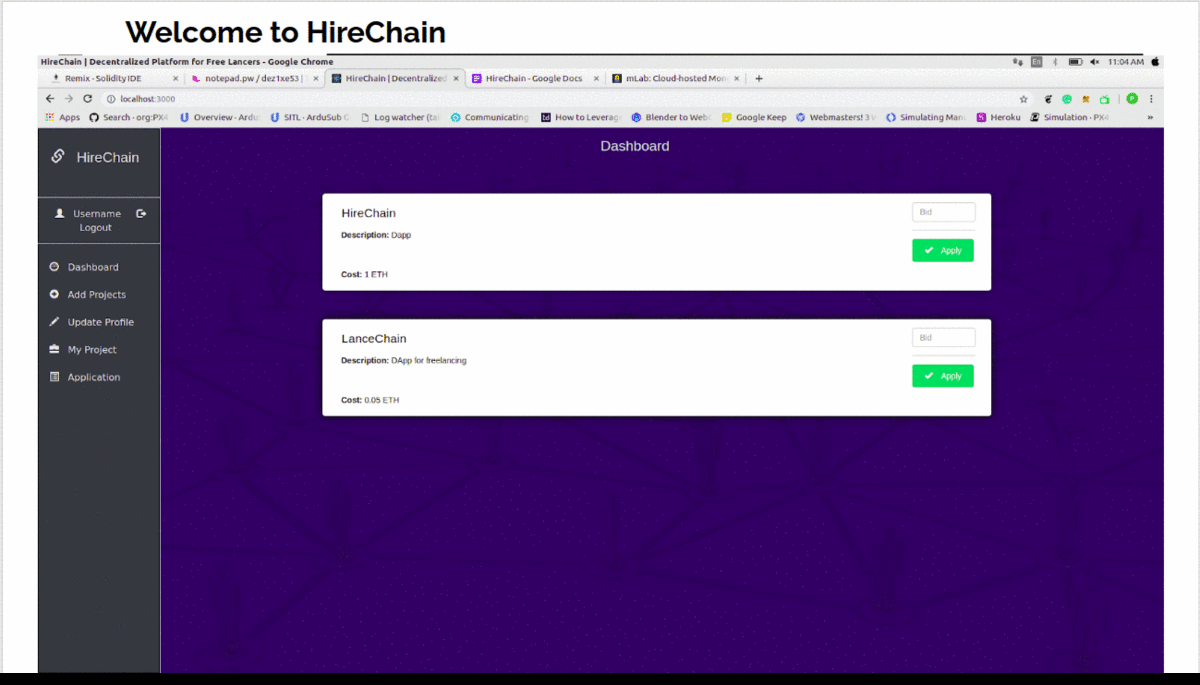 Welcome to HireChain
HireChain | Decentralized Platform for Free Lancers - Google Chrome
En
11:04 AM
Remix - Solidity IDE
notepad.pw / dez1xe53 |
HireChain | Decentralized
HireChain - Google Docs
mLab: Cloud-hosted Mon
localhost:3000
Apps
Search · org:PX4
Overview · Ardu
SITL · ArduSub G
Log watcher (tai
Communicating
How to Leverag
Blender to Web
Google Keep
Webmasters! 3
Simulating Man
Heroku
Simulation · PX4
»
HireChain
Username
Logout
Dashboard
Add Projects
Update Profile
My Project
Application
Dashboard
HireChain
Bid
Description: Dapp
Apply
Cost: 1 ETH
LanceChain
Bid
Description: DApp for freelancing
Apply
Cost: 0.05 ETH